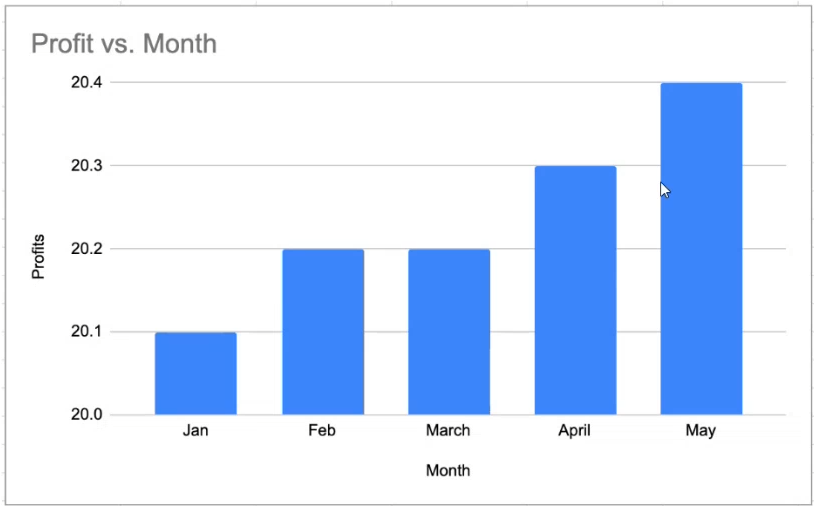 Profit vs. Month
20.4
20.3
20.2
20.1
20.0
Profits
Jan Feb March April May
Month